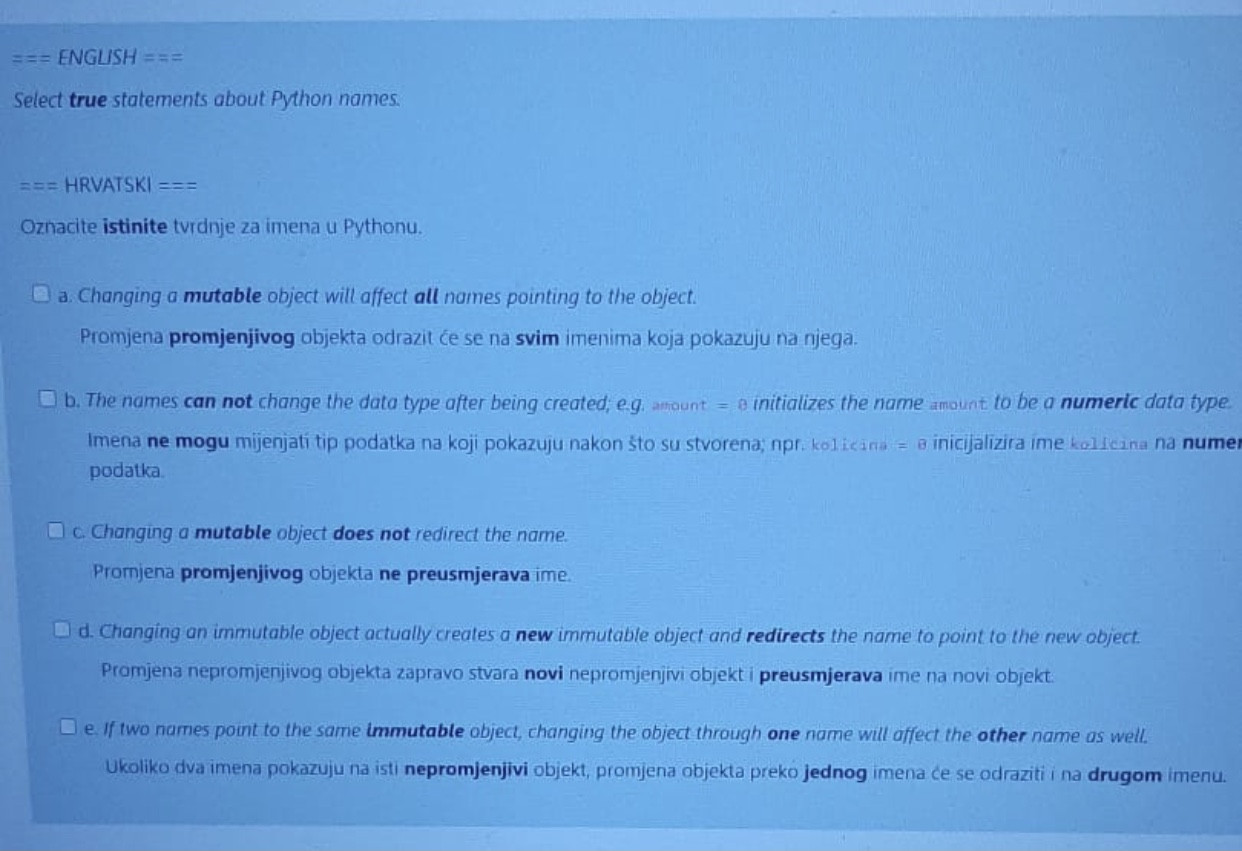 === ENGLISH ===
Select true statements about Python names.
=== HRVATSKI ===
Oznacite istinite tvrdnje za imena u Pythonu.
a. Changing a mutable object will affect all names pointing to the object.
Promjena promjenjivog objekta odrazit će se na svim imenima koja pokazuju na njega.
b. The names can not change the data type after being created; e.g. amount = 0 initializes the name amount to be a numeric data type.
Imena ne mogu mijenjati tip podatka na koji pokazuju nakon što su stvorena; npr. kolicina = 0 inicijalizira ime kolicina na
podatka.
c. Changing a mutable object does not redirect the name.
Promjena promjenjivog objekta ne preusmjerava ime.
d. Changing an immutable object actually creates a new immutable object and redirects the name to point to the new object.
Promjena nepromjenjivog objekta zapravo stvara novi nepromjenjivi objekt i preusmjerava ime na novi objekt.
e. If two names point to the same immutable object, changing the object through one name will affect the other name as well.
Ukoliko dva imena pokazuju na isti nepromjenjivi objekt, promjena objekta preko jednog imena će se odraziti i na drugom imenu.